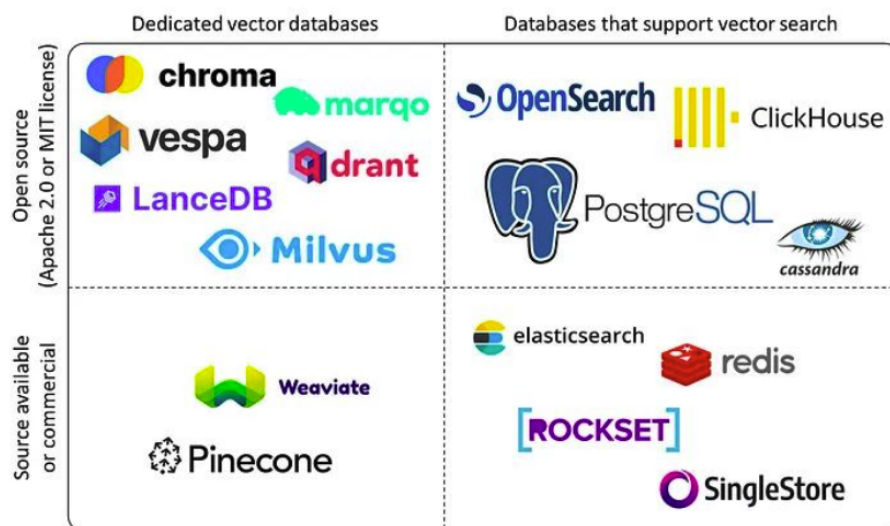 Dedicated vector databases
Databases that support vector search
Open source
(Apache 2.0 or MIT license)
chroma
marqo
vespa
qdrant
LanceDB
Milvus
OpenSearch
ClickHouse
PostgreSQL
cassandra
Source available
or commercial
Weaviate
Pinecone
elasticsearch
redis
[ROCKSET]
SingleStore